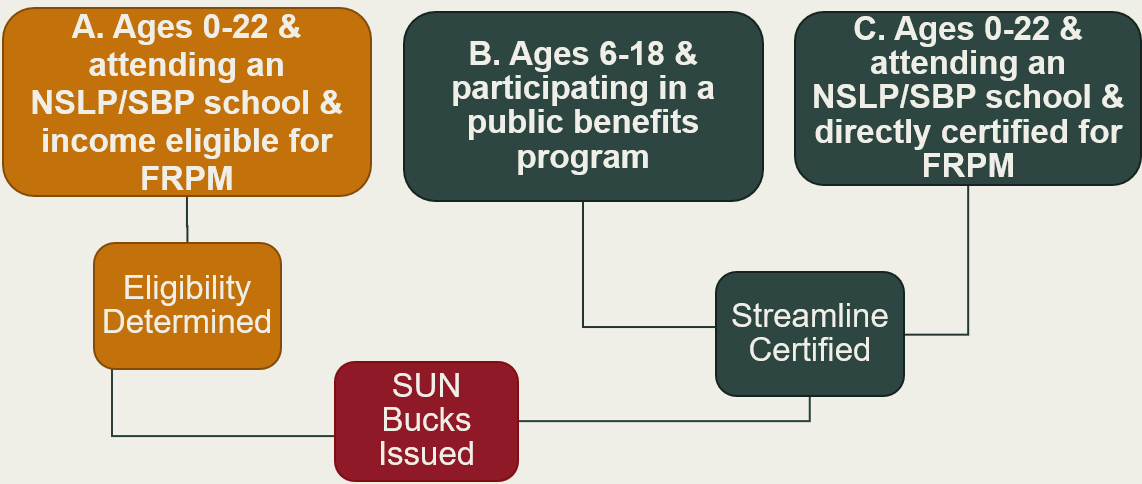 A. Ages 0-22 &
attending an
NSLP/SBP school &
income eligible for
FRPM
B. Ages 6-18 &
participating in a
public benefits
program
C. Ages 0-22 &
attending an
NSLP/SBP school &
directly certified for
FRPM
Eligibility
Determined
Streamline
Certified
SUN
Bucks
Issued